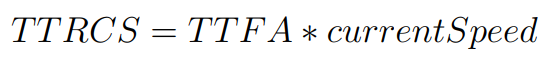 TTRCS = TTFA * currentSpeed